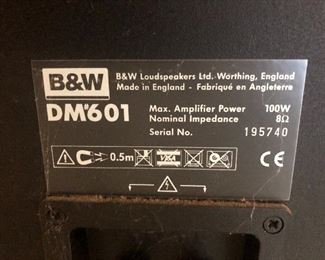 B&W
B&W Loudspeakers Ltd. Worthing, England
Made in England - Fabriqué en Angleterre
DM601
Max. Amplifier Power 100W
Nominal Impedance 8Ω
Serial No. 195740
0.5m VISA CE